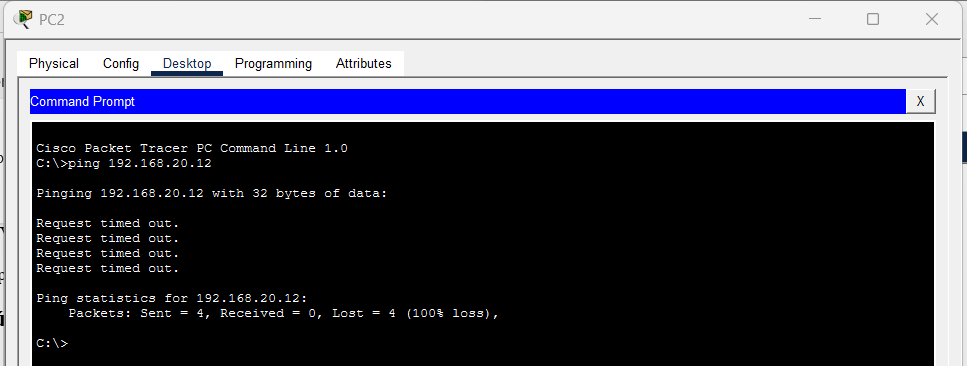 PC2
Physical Config Desktop Programming Attributes
Command Prompt X
Cisco Packet Tracer PC Command Line 1.0
C:\>ping 192.168.20.12
Pinging 192.168.20.12 with 32 bytes of data:
Request timed out.
Request timed out.
Request timed out.
Request timed out.
Ping statistics for 192.168.20.12:
Packets: Sent = 4, Received = 0, Lost = 4 (100% loss),
C:\>